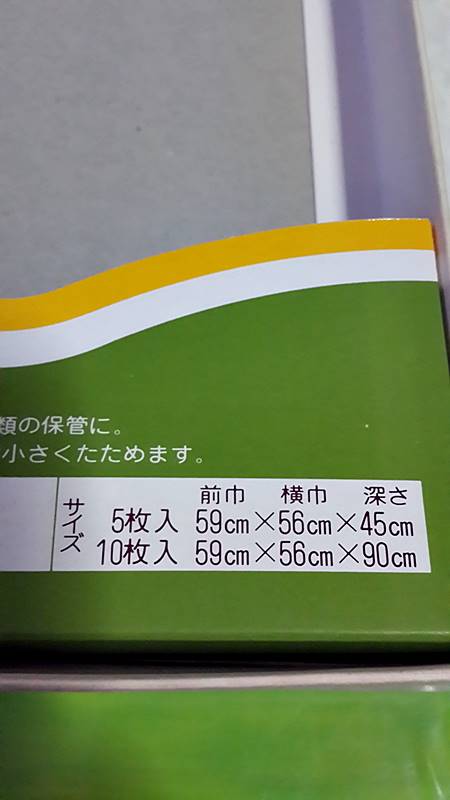 類の保管に。
小さくたためます。
サイズ
前巾 横巾 深さ
5枚入 59cm×56cm×45cm
10枚入 59cm×56cm×90cm